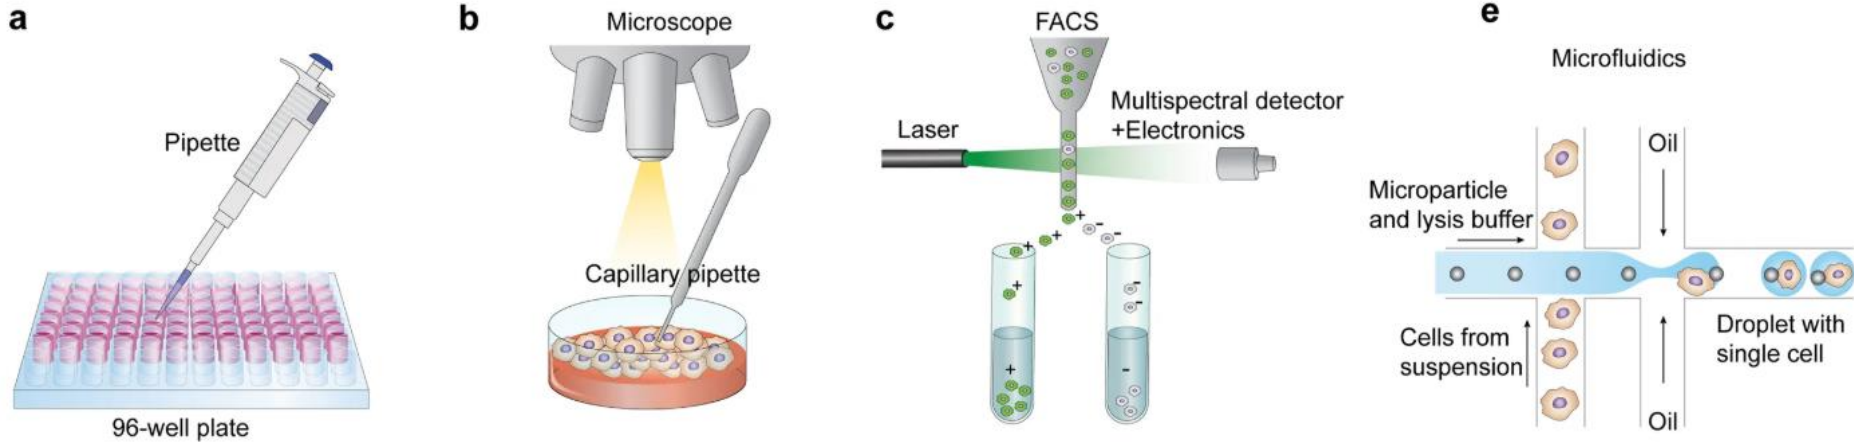 a
Pipette
96-well plate
b
Microscope
Capillary pipette
c
FACS
Laser
Multispectral detector
+Electronics
+
-
+
-
+
+
-
-
+
-
e
Microfluidics
Oil
Microparticle
and lysis buffer
Cells from
suspension
Droplet with
single cell
Oil